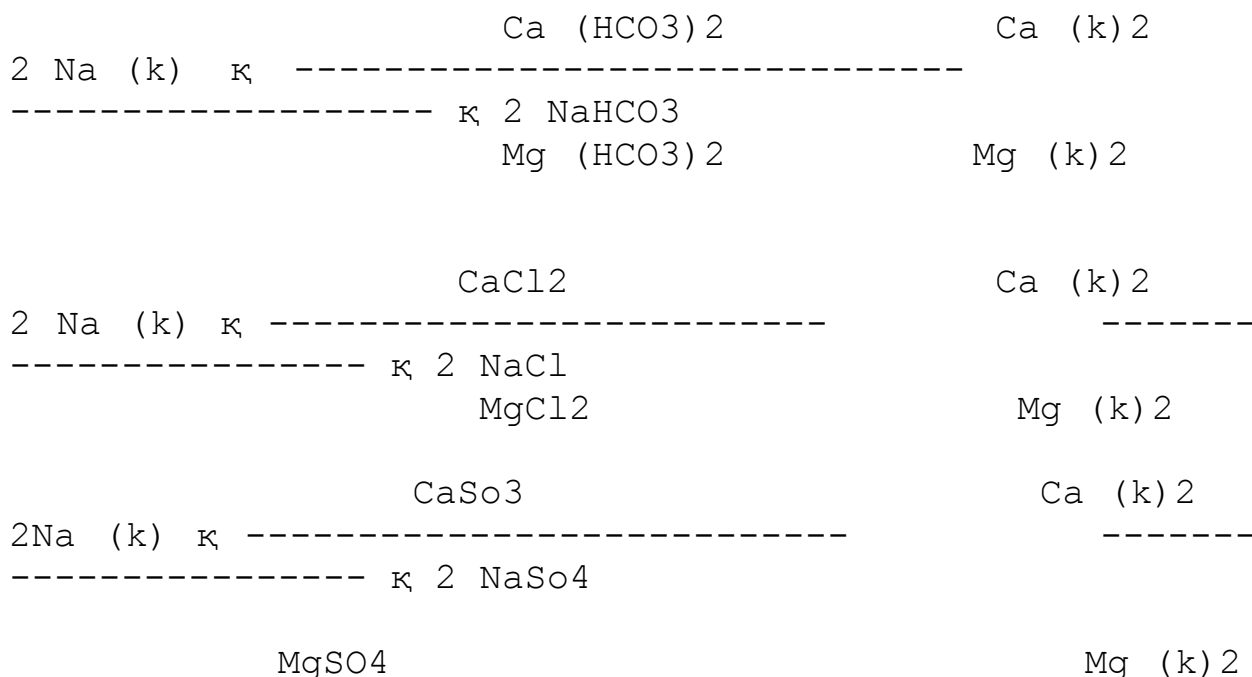 Ca (HCO3)2 Ca (k)2
2 Na (k) қ -------------------------------
------------------- қ 2 NaHCO3
Mg (HCO3)2 Mg (k)2
CaCl2 Ca (k)2
2 Na (k) қ ------------------------- -------
---------------- қ 2 NaCl
MgCl2 Mg (k)2
CaSo3 Ca (k)2
2Na (k) қ --------------------------- -------
---------------- қ 2 NaSo4
MgSO4 Mg (k)2